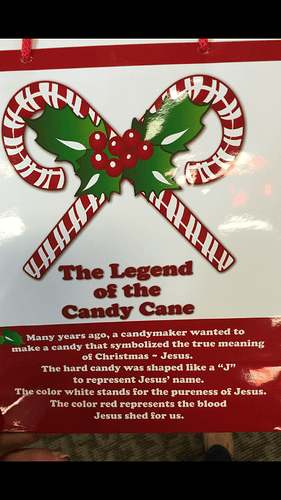 The Legend
of the
Candy Cane
Many years ago, a candymaker wanted to
make a candy that symbolized the true meaning
of Christmas ~ Jesus.
The hard candy was shaped like a "J"
to represent Jesus' name.
The color white stands for the pureness of Jesus.
The color red represents the blood
Jesus shed for us.